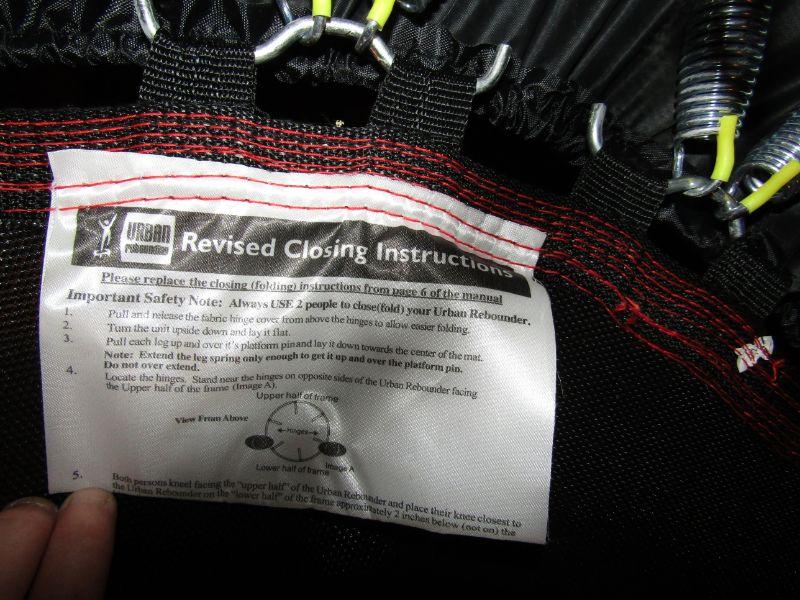 URBAN
Revised Closing Instructions
Please replace the closing (folding) instructions from page 6 of the manual
Important Safety Note: Always USE 2 people to close(fold) your Urban Rebounder.
1. Pull and release the fabric hinge cover from above the hinges to allow easier folding.
2. Turn the unit upside down and lay it flat.
3. Pull each leg up and over it's platform pin and lay it down towards the center of the mat.
Note: Extend the leg spring only enough to get it up and over the platform pin.
Do not over extend.
4. Locate the hinges. Stand near the hinges on opposite sides of the Urban Rebounder facing
the Upper half of the frame (Image A).
Upper half of frame
View From Above
Hinges
Lower half of frame
Image A
5. Both persons kneel facing the "upper half" of the Urban Rebounder and place their knee closest to
the Urban Rebounder on the "lower half" of the frame approximately 2 inches below (not on) the